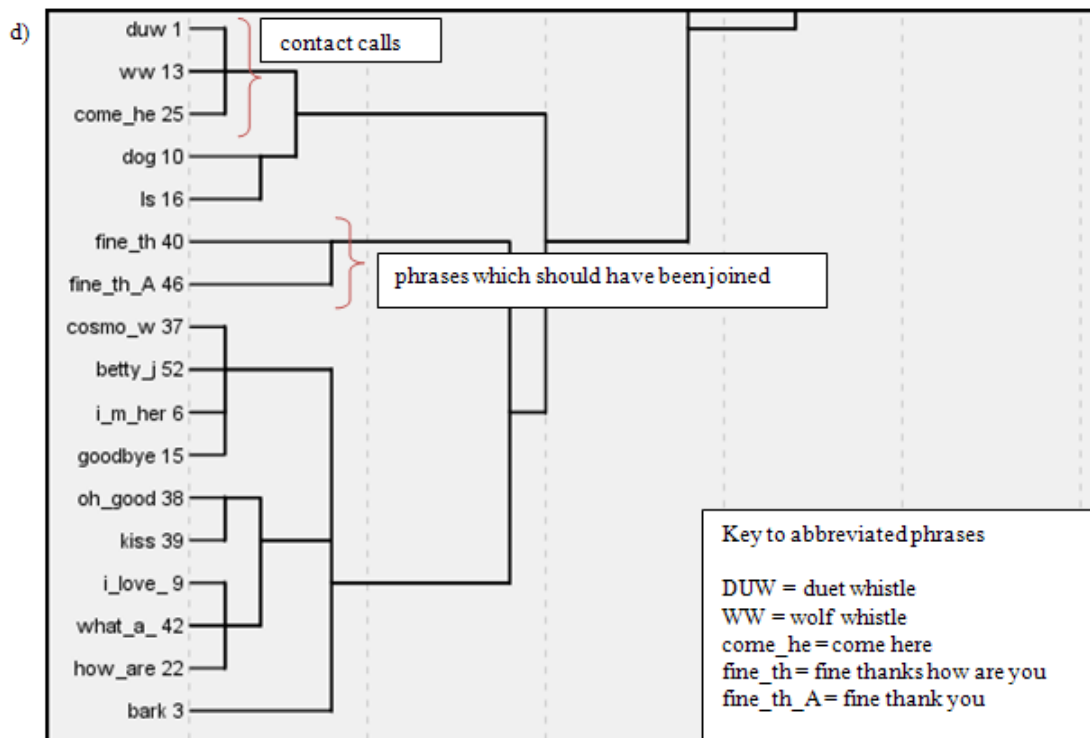 d)
duw 1
contact calls
ww 13
come_he 25
dog 10
ls 16
fine_th 40
fine_th_A 46
phrases which should have been joined
cosmo_w 37
betty_j 52
i_m_her 6
goodbye 15
oh_good 38
kiss 39
i_love_ 9
what_a_ 42
how_are 22
bark 3
Key to abbreviated phrases
DUW = duet whistle
WW = wolf whistle
come_he = come here
fine_th = fine thanks how are you
fine_th_A = fine thank you